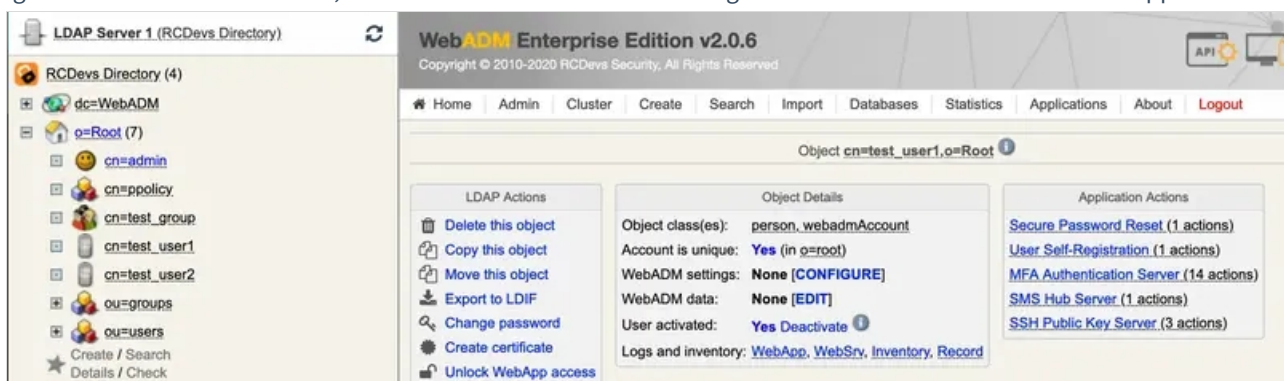 LDAP Server 1 (RCDevs Directory)
RCDevs Directory (4)
dc=WebADM
o=Root (7)
cn=admin
cn=ppolicy
cn=test_group
cn=test_user1
cn=test_user2
ou=groups
ou=users
Create / Search
Details / Check
WebADM Enterprise Edition v2.0.6
Copyright © 2010-2020 RCDevs Security, All Rights Reserved
API
Home Admin Cluster Create Search Import Databases Statistics Applications About Logout
Object cn=test_user1,o=Root
LDAP Actions
Delete this object
Copy this object
Move this object
Export to LDIF
Change password
Create certificate
Unlock WebApp access
Object Details
Object class(es): person, webadmAccount
Account is unique: Yes (in o=root)
WebADM settings: None [CONFIGURE]
WebADM data: None [EDIT]
User activated: Yes Deactivate
Logs and inventory: WebApp, WebSrv, Inventory, Record
Application Actions
Secure Password Reset (1 actions)
User Self-Registration (1 actions)
MFA Authentication Server (14 actions)
SMS Hub Server (1 actions)
SSH Public Key Server (3 actions)